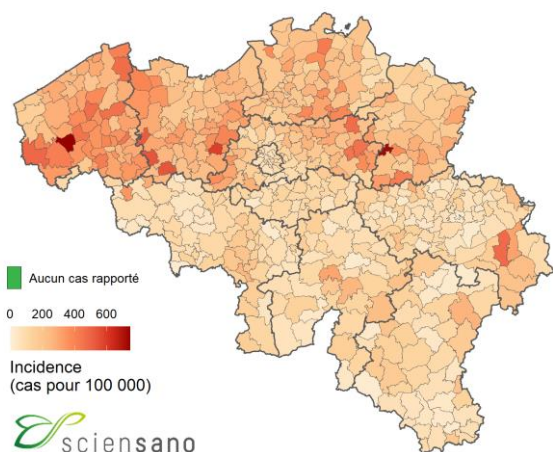 Aucun cas rapporté
0 200 400 600
Incidence
(cas pour 100 000)
sciensano